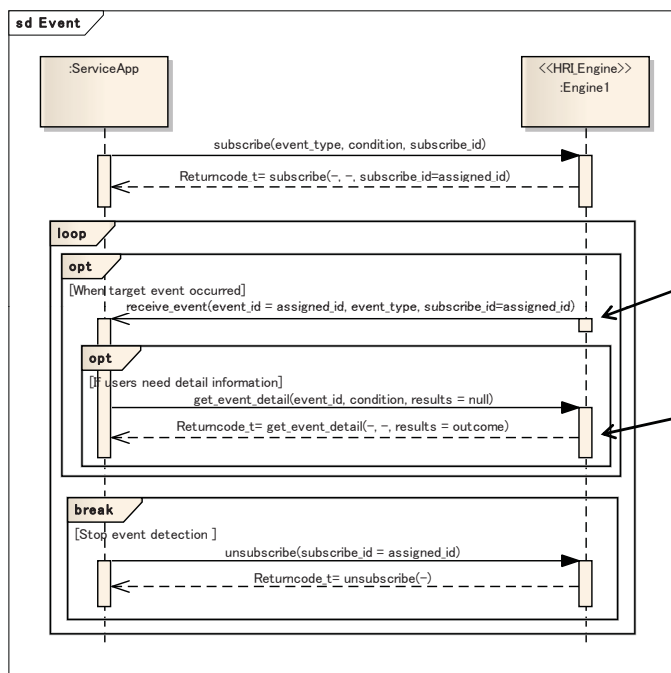 sd Event
:ServiceApp
<<HRI_Engine>>
:Engine1
subscribe(event_type, condition, subscribe_id)
Returncode_t= subscribe(-, -, subscribe_id=assigned_id)
loop
opt
[When target event occurred]
receive_event(event_id = assigned_id, event_type, subscribe_id=assigned_id)
opt
[If users need detail information]
get_event_detail(event_id, condition, results = null)
Returncode_t= get_event_detail(-, -, results = outcome)
break
[Stop event detection ]
unsubscribe(subscribe_id = assigned_id)
Returncode_t= unsubscribe(-)